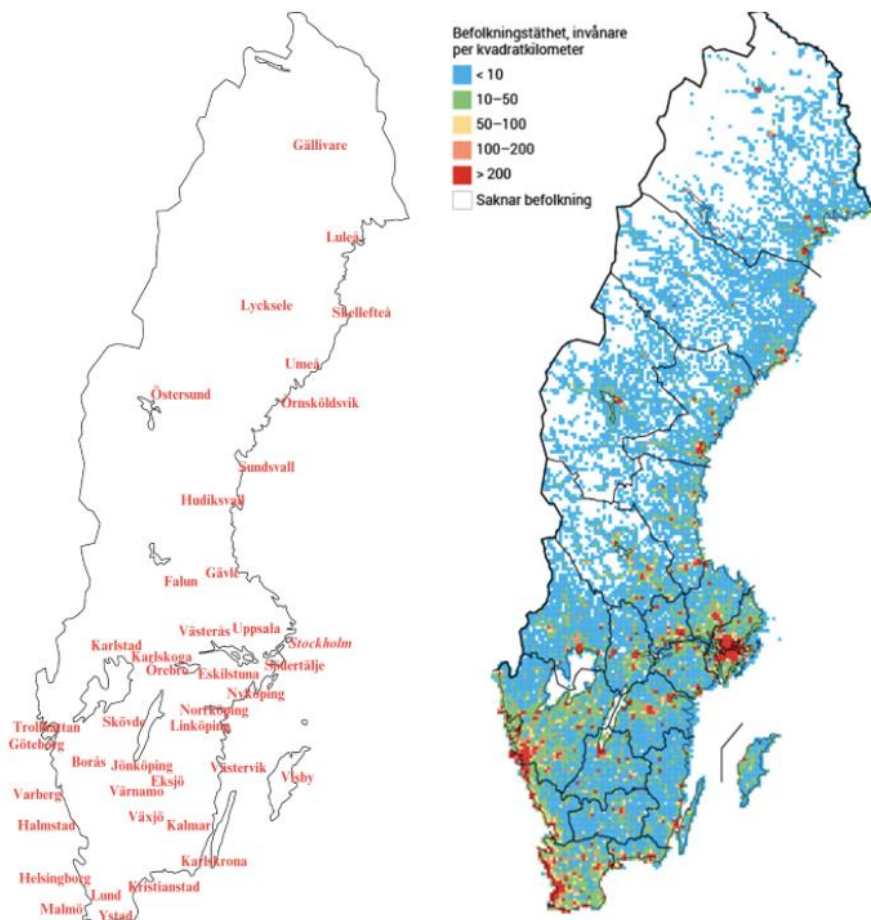 Gällivare
Luleå
Lycksele
Skellefteå
Umeå
Östersund
Örnsköldsvik
Sundsvall
Hudiksvall
Gävle
Falun
Västerås
Uppsala
Stockholm
Karlstad
Karlskoga
Örebro
Södertälje
Eskilstuna
Nyköping
Norrköping
Skövde
Trollhättan
Linköping
Göteborg
Borås
Jönköping
Västervik
Eksjö
Visby
Värnamo
Varberg
Växjö
Halmstad
Kalmar
Karlskrona
Helsingborg
Kristianstad
Lund
Malmö
Ystad
Befolkningstäthet, invånare
per kvadratkilometer
< 10
10–50
50–100
100–200
> 200
Saknar befolkning